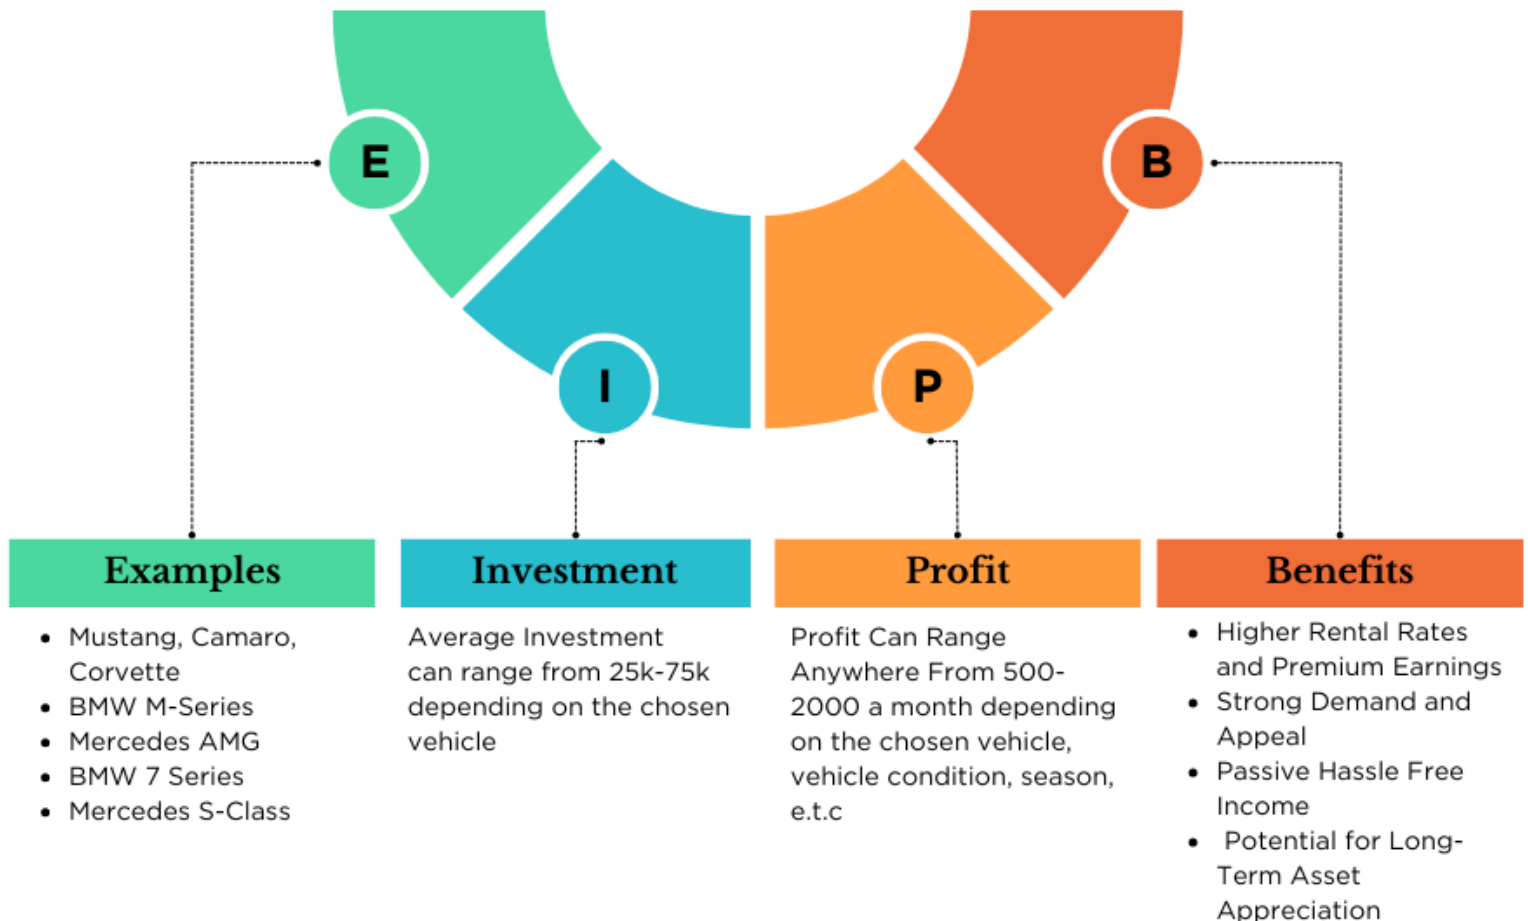 E
B
I
P
Examples
• Mustang, Camaro,
Corvette
• BMW M-Series
• Mercedes AMG
• BMW 7 Series
• Mercedes S-Class
Investment
Average Investment
can range from 25k-75k
depending on the chosen
vehicle
Profit
Profit Can Range
Anywhere From 500-
2000 a month depending
on the chosen vehicle,
vehicle condition, season,
e.t.c
Benefits
• Higher Rental Rates
and Premium Earnings
• Strong Demand and
Appeal
• Passive Hassle Free
Income
• Potential for Long-
Term Asset
Appreciation